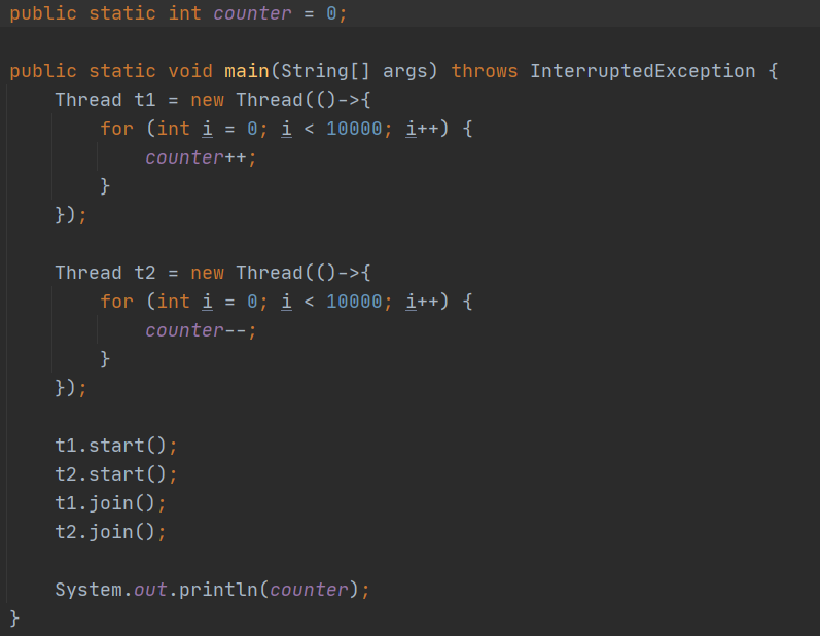 public static int counter = 0;
public static void main(String[] args) throws InterruptedException {
Thread t1 = new Thread(()->{
for (int i = 0; i < 10000; i++) {
counter++;
}
});
Thread t2 = new Thread(()->{
for (int i = 0; i < 10000; i++) {
counter--;
}
});
t1.start();
t2.start();
t1.join();
t2.join();
System.out.println(counter);
}